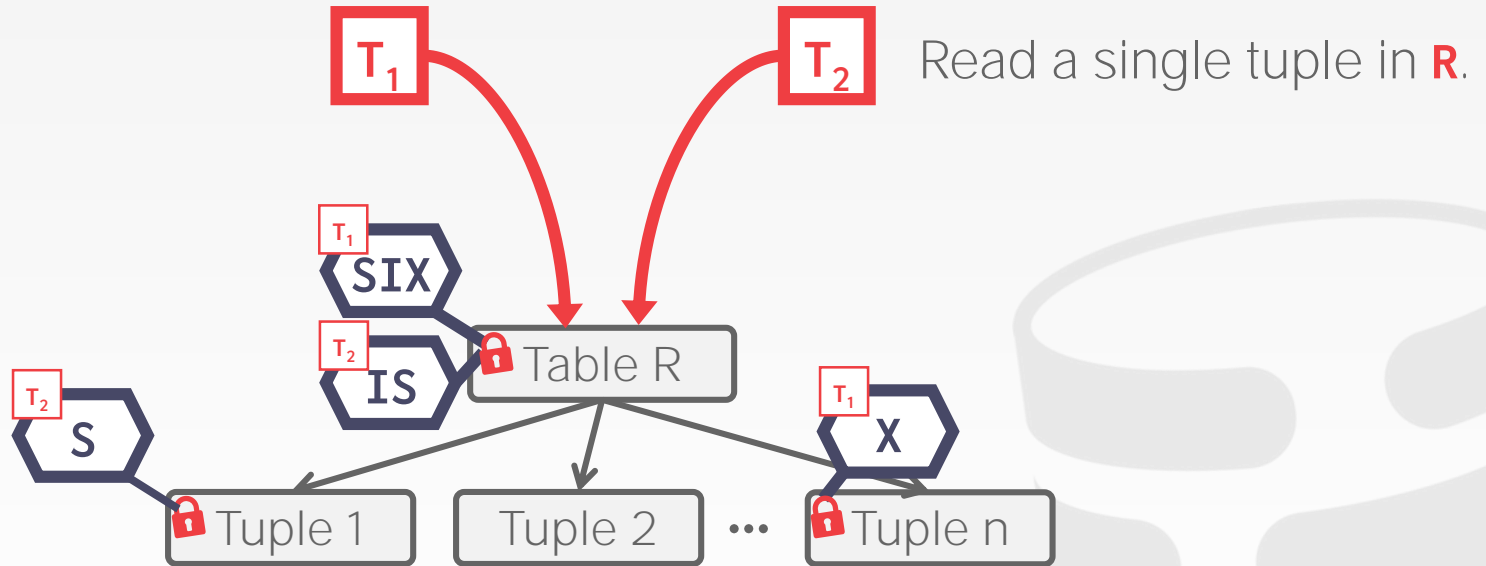 T₁
T₂ Read a single tuple in R.
T₁
SIX
T₂
IS
Table R
T₂
S
T₁
X
Tuple 1
Tuple 2
...
Tuple n